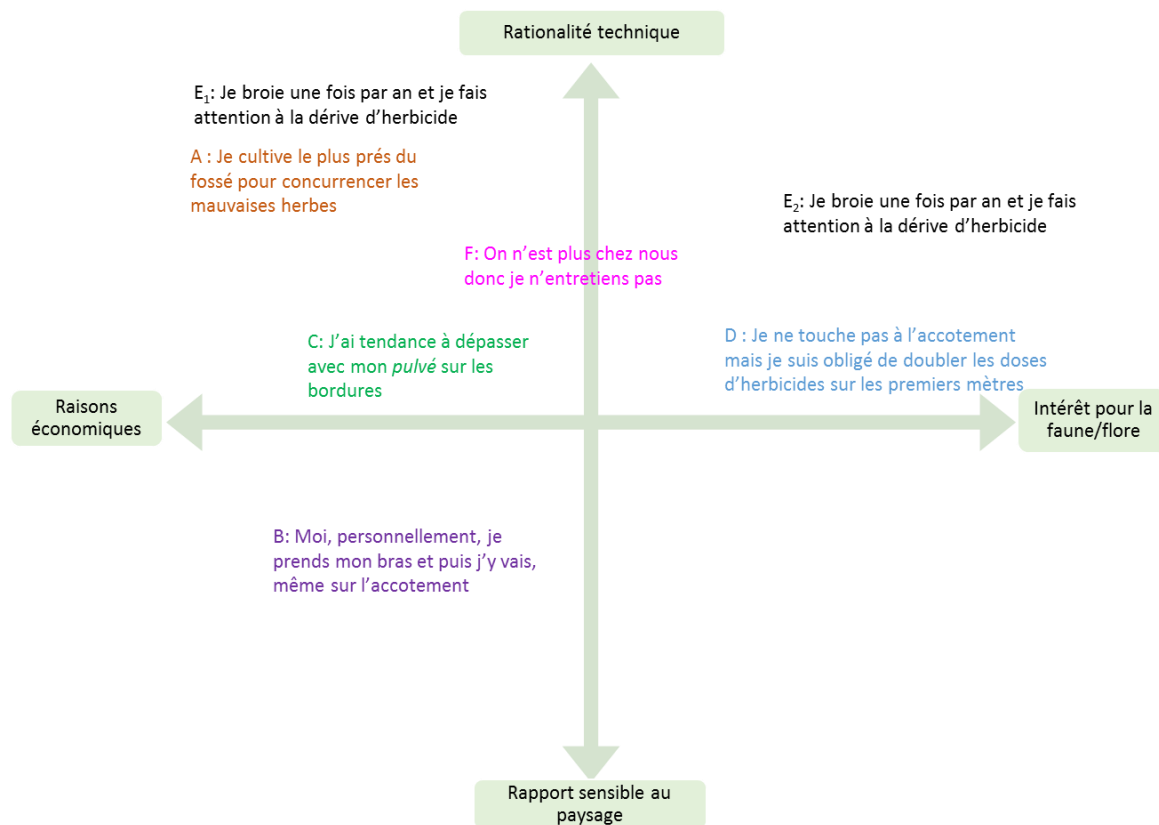 Rationalité technique
E₁: Je broie une fois par an et je fais
attention à la dérive d’herbicide
A : Je cultive le plus prés du
fossé pour concurrencer les
mauvaises herbes
E₂: Je broie une fois par an et je fais
attention à la dérive d’herbicide
F: On n’est plus chez nous
donc je n’entretiens pas
C: J’ai tendance à dépasser
avec mon pulvé sur les
bordures
D : Je ne touche pas à l’accotement
mais je suis obligé de doubler les doses
d’herbicides sur les premiers mètres
Raisons
économiques
Intérêt pour la
faune/flore
B: Moi, personnellement, je
prends mon bras et puis j’y vais,
même sur l’accotement
Rapport sensible au
paysage